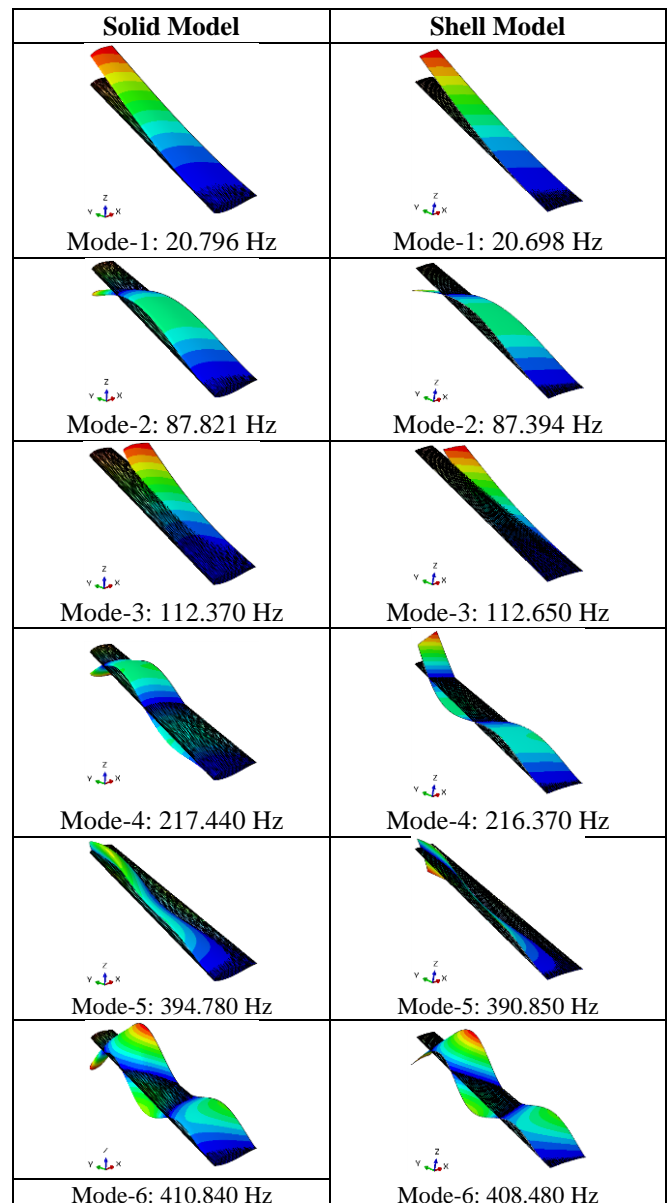 Solid Model
Shell Model
Z
Y X
Mode-1: 20.796 Hz
Z
Y X
Mode-1: 20.698 Hz
Z
Y X
Mode-2: 87.821 Hz
Z
Y X
Mode-2: 87.394 Hz
Z
Y X
Mode-3: 112.370 Hz
Z
Y X
Mode-3: 112.650 Hz
Z
Y X
Mode-4: 217.440 Hz
Z
Y X
Mode-4: 216.370 Hz
Z
Y X
Mode-5: 394.780 Hz
Z
Y X
Mode-5: 390.850 Hz
Y X
Mode-6: 410.840 Hz
Z
Y X
Mode-6: 408.480 Hz